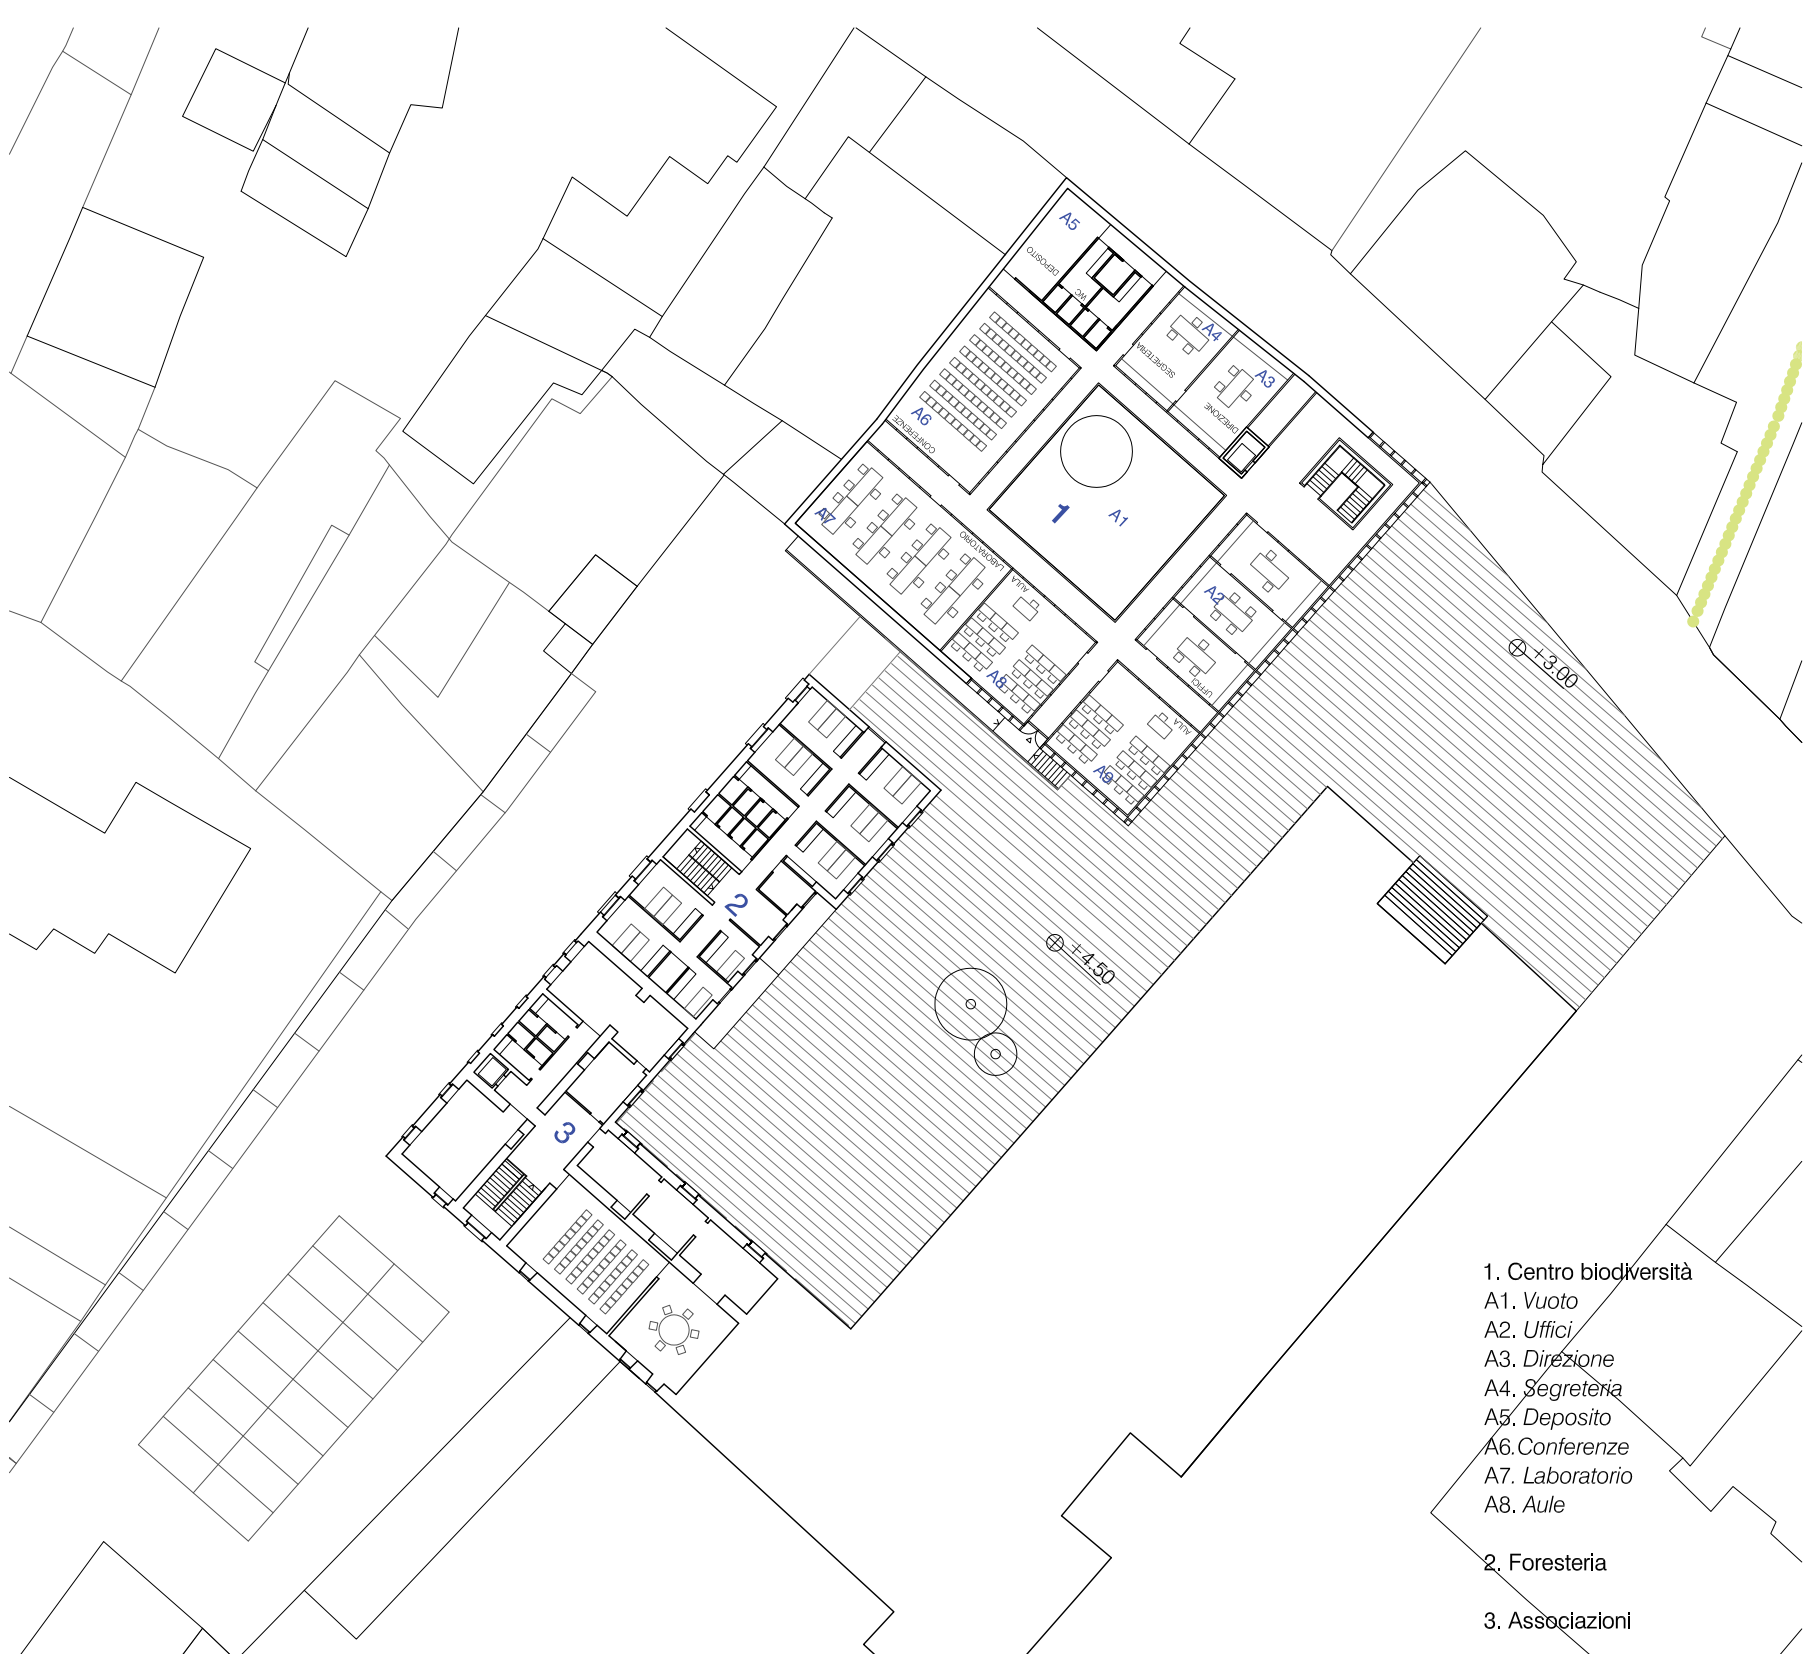 A5
DEPOSITO
WC
A4
SEGRETERIA
A3
DIREZIONE
A6
CONFERENZE
A7
LABORATORIO
1
A1
AULA
A8
A2
UFFICI
AULA
A9
+3.00
+4.50
2
3
1. Centro biodiversità
A1. Vuoto
A2. Uffici
A3. Direzione
A4. Segreteria
A5. Deposito
A6.Conferenze
A7. Laboratorio
A8. Aule
2. Foresteria
3. Associazioni